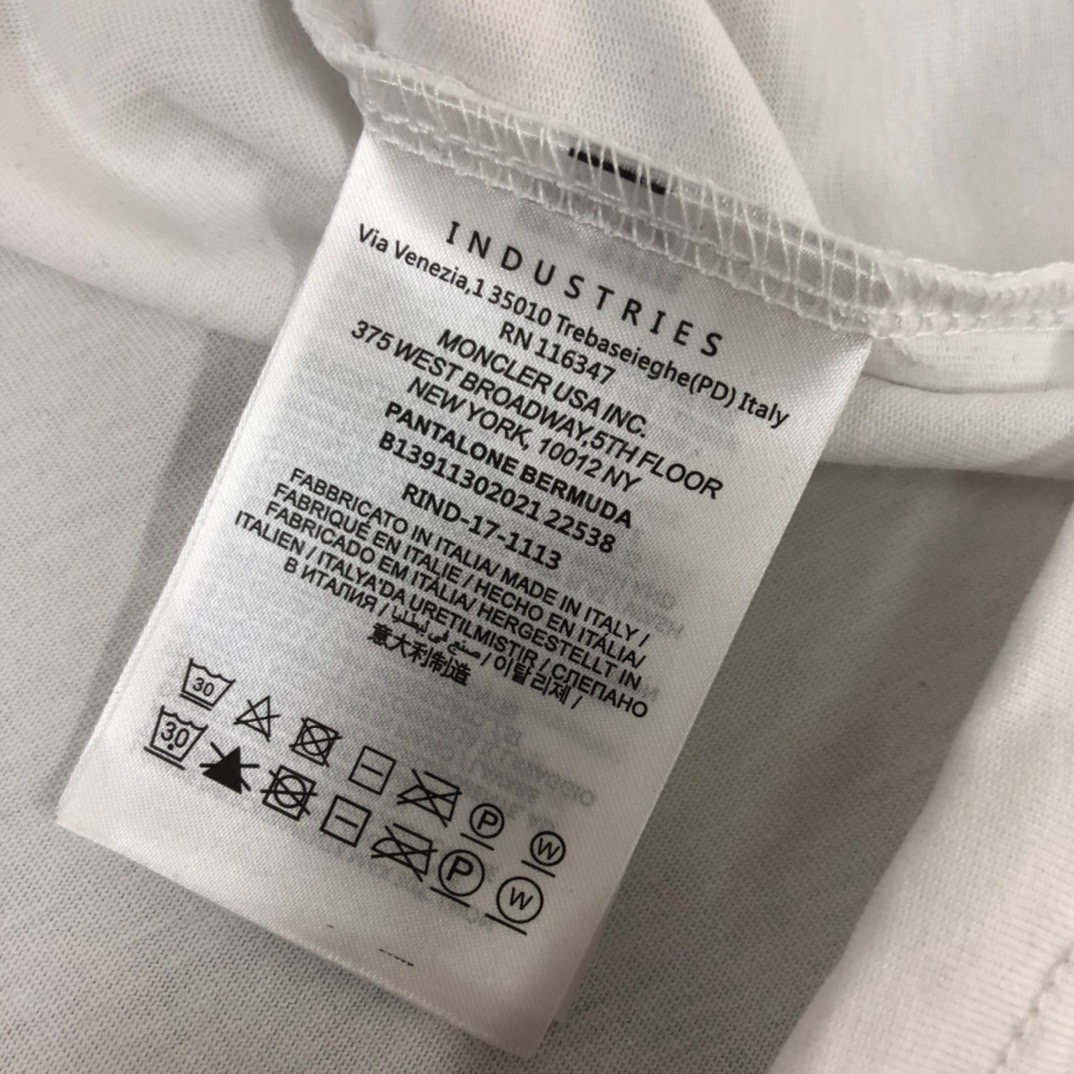 INDUSTRIES
Via Venezia,1 35010 Trebaseieghe(PD) Italy
RN 116347
MONCLER USA INC.
375 WEST BROADWAY,5TH FLOOR
NEW YORK, 10012 NY
PANTALONE BERMUDA
B13911302021 22538
RIND-17-1113
FABBRICATO IN ITALIA/ MADE IN ITALY /
FABRIQUÉ EN ITALIE / HECHO EN ITALIA/
FABRICADO EM ITÁLIA/ HERGESTELLT IN
ITALIEN / ITALYA'DA URETILMISTIR / СЛЕПАНО
В ИТАЛИЯ / صنع في ايطاليا / 이탈리제 /
意大利制造
30
P W
30
P W